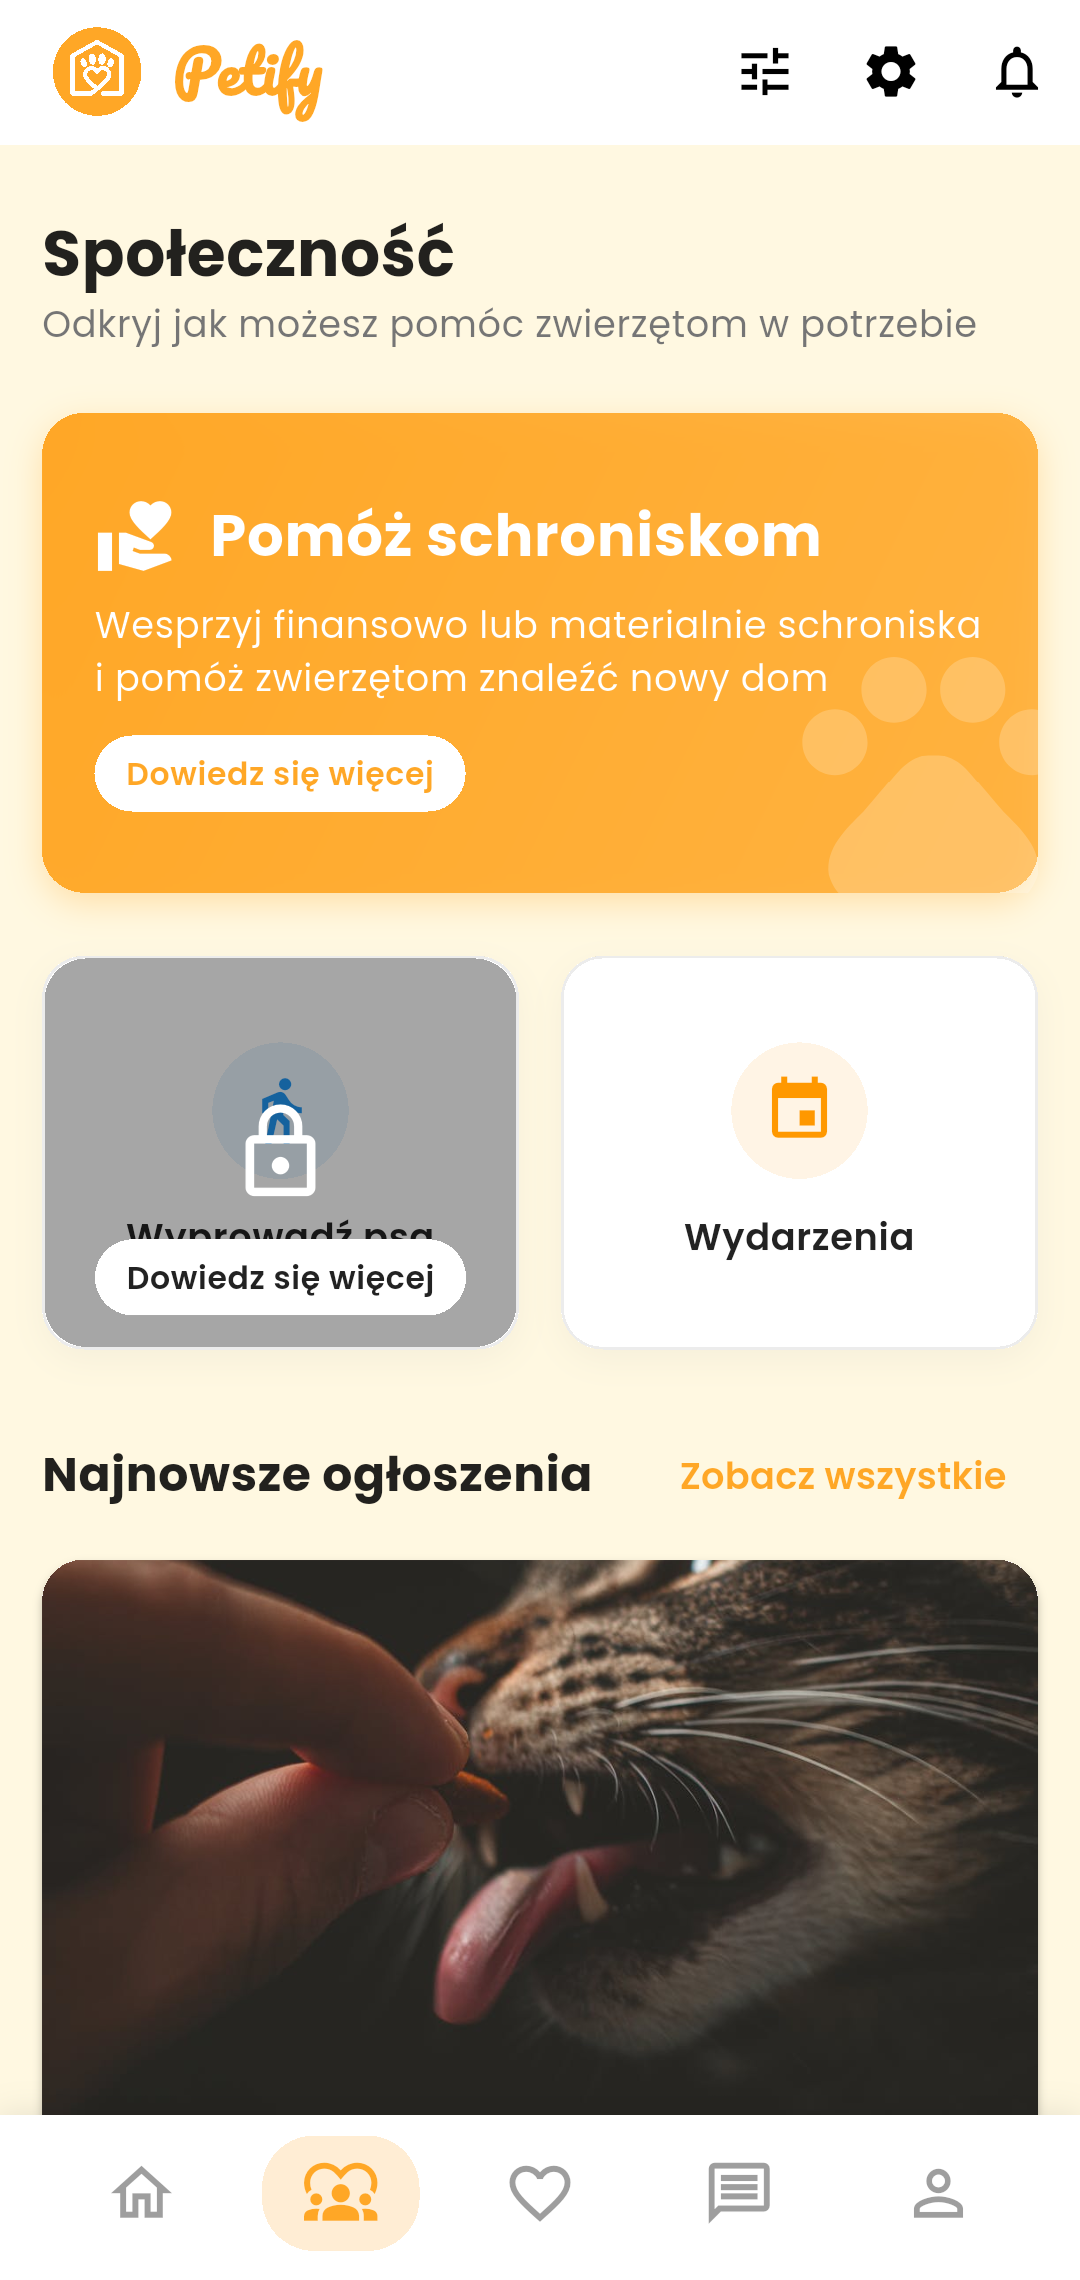 Petify
Społeczność
Odkryj jak możesz pomóc zwierzętom w potrzebie
Pomóż schroniskom
Wesprzyj finansowo lub materialnie schroniska
i pomóż zwierzętom znaleźć nowy dom
Dowiedz się więcej
Wyprowadź psa
Dowiedz się więcej
Wydarzenia
Najnowsze ogłoszenia
Zobacz wszystkie